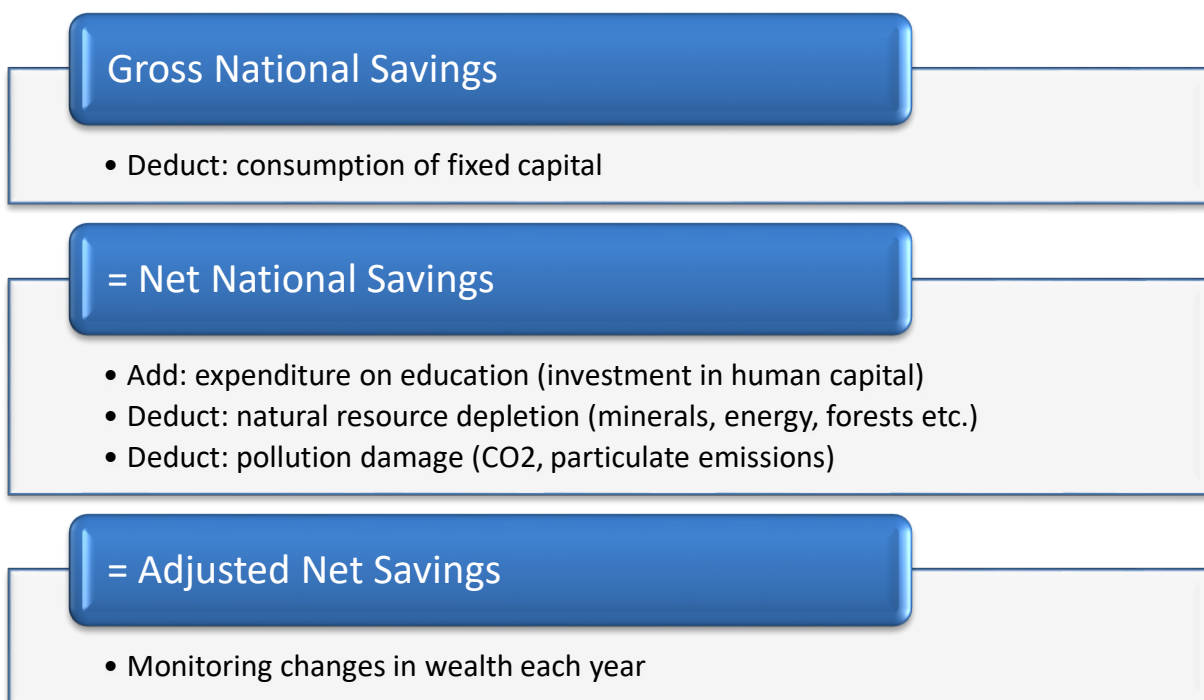 Gross National Savings
• Deduct: consumption of fixed capital
= Net National Savings
• Add: expenditure on education (investment in human capital)
• Deduct: natural resource depletion (minerals, energy, forests etc.)
• Deduct: pollution damage (CO2, particulate emissions)
= Adjusted Net Savings
• Monitoring changes in wealth each year